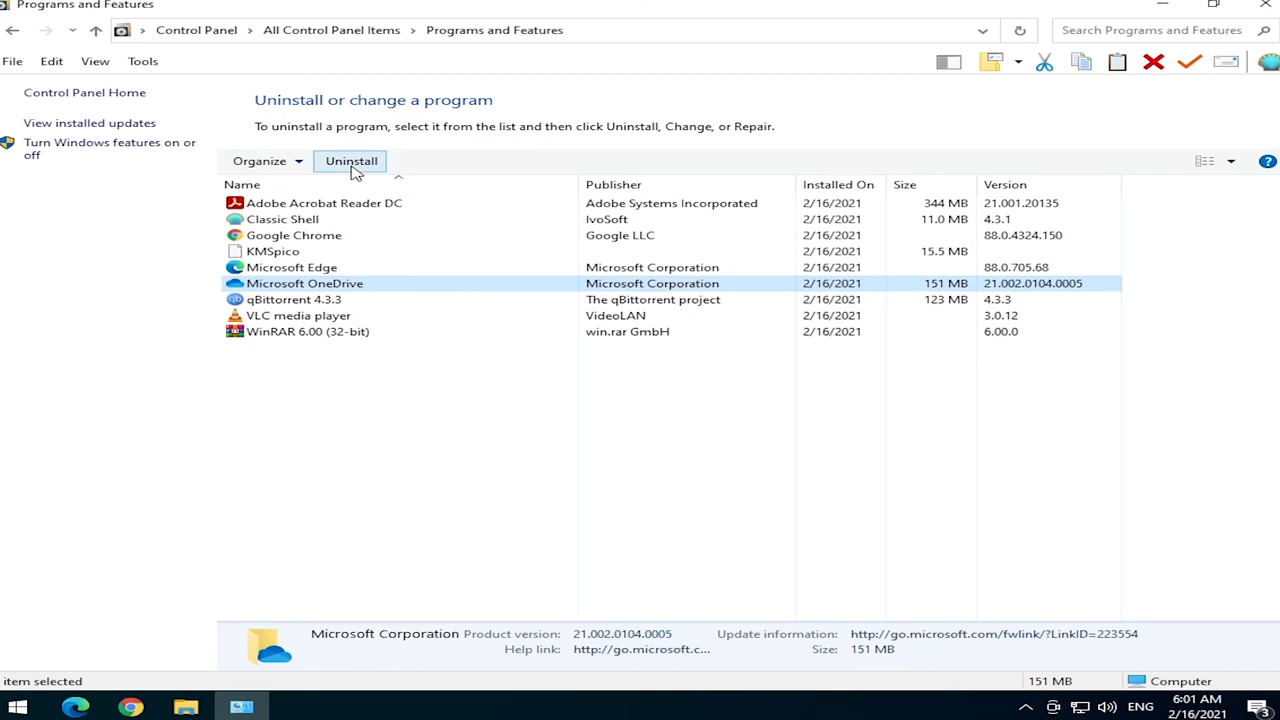 Programs and Features
Control Panel All Control Panel Items Programs and Features Search Programs and Features
File Edit View Tools
Control Panel Home
View installed updates
Turn Windows features on or
off
Uninstall or change a program
To uninstall a program, select it from the list and then click Uninstall, Change, or Repair.
Organize Uninstall
Name Publisher Installed On Size Version
Adobe Acrobat Reader DC Adobe Systems Incorporated 2/16/2021 344 MB 21.001.20135
Classic Shell IvoSoft 2/16/2021 11.0 MB 4.3.1
Google Chrome Google LLC 2/16/2021 88.0.4324.150
KMSpico 2/16/2021 15.5 MB
Microsoft Edge Microsoft Corporation 2/16/2021 88.0.705.68
Microsoft OneDrive Microsoft Corporation 2/16/2021 151 MB 21.002.0104.0005
qBittorrent 4.3.3 The qBittorrent project 2/16/2021 123 MB 4.3.3
VLC media player VideoLAN 2/16/2021 3.0.12
WinRAR 6.00 (32-bit) win.rar GmbH 2/16/2021 6.00.0
Microsoft Corporation Product version: 21.002.0104.0005 Update information: http://go.microsoft.com/fwlink/?LinkID=223554
Help link: http://go.microsoft.c... Size: 151 MB
item selected 151 MB Computer
ENG 6:01 AM
2/16/2021 3